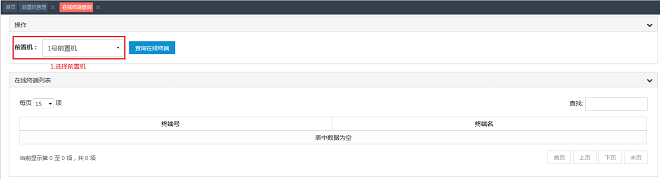 首页 前置机管理 在线终端查询
操作
前置机： 1号前置机 查询在线终端
1.选择前置机
在线终端列表
每页 15 项 查找:
终端号 终端名
表中数据为空
当前显示第 0 至 0 项，共 0 项 首页 上页 下页 末页